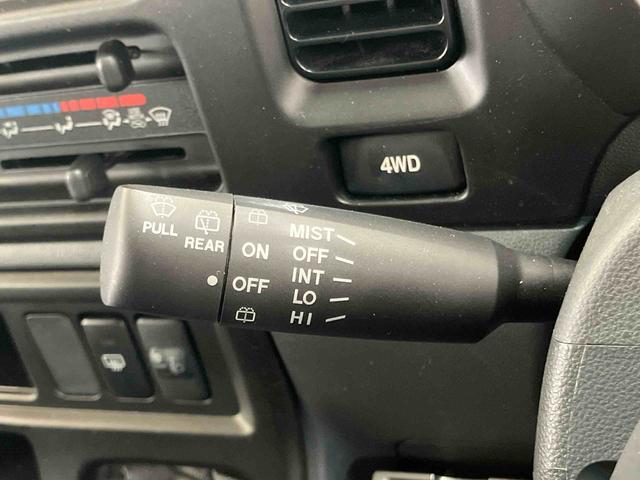 4WD
PULL
REAR
ON
OFF
MIST
OFF
INT
LO
HI